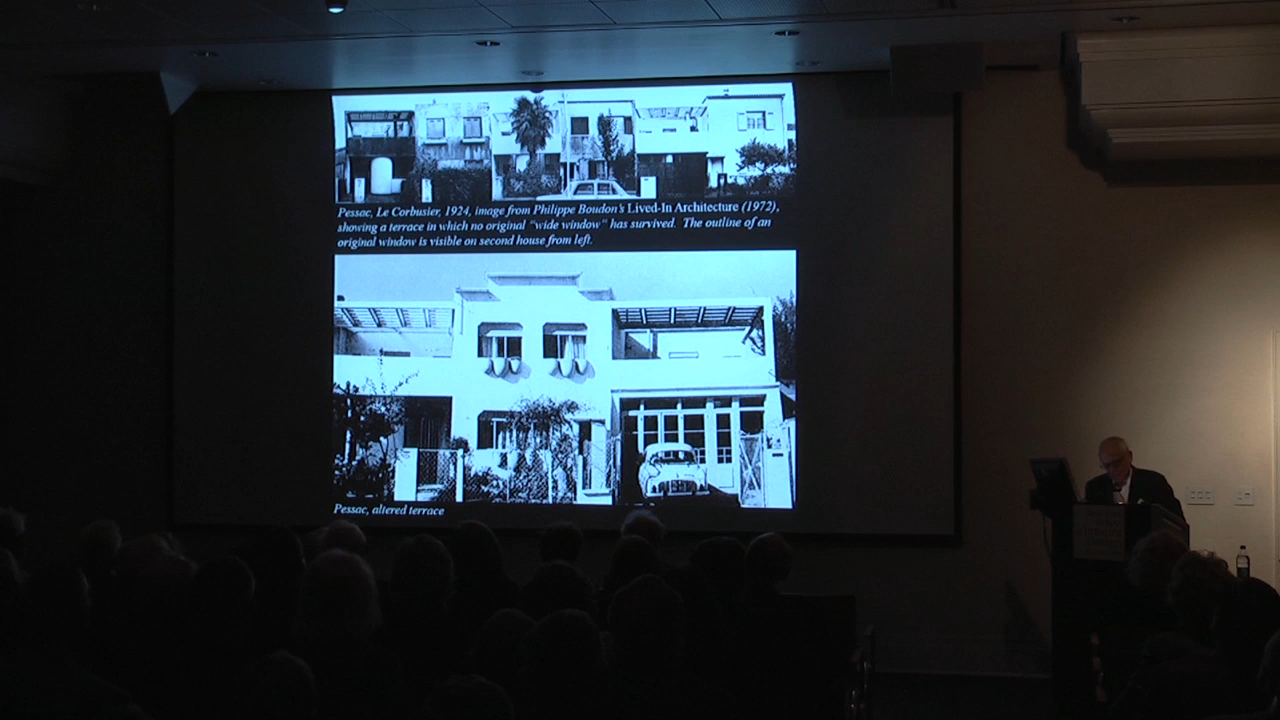 Pessac, Le Corbusier, 1924, image from Philippe Boudon's Lived-In Architecture (1972),
showing a terrace in which no original "wide window" has survived. The outline of an
original window is visible on second house from left.
Pessac, altered terrace